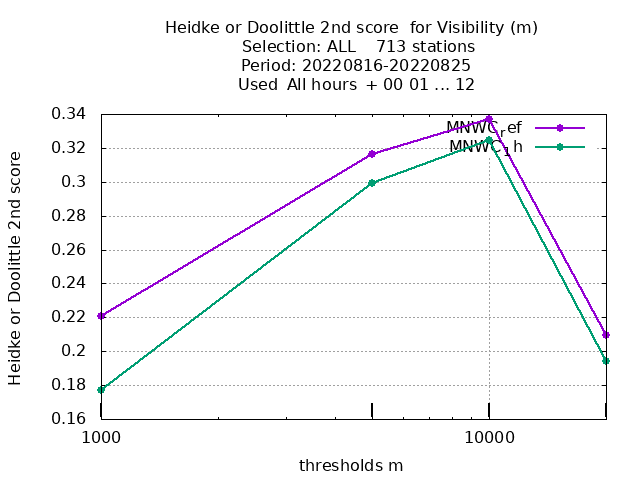 Heidke or Doolittle 2nd score  for Visibility (m)
Selection: ALL    713 stations
Period: 20220816-20220825
Used  All hours  + 00 01 ... 12
MNWC_ref
MNWC_1h
Heidke or Doolittle 2nd score
0.34
0.32
0.3
0.28
0.26
0.24
0.22
0.2
0.18
0.16
1000
10000
thresholds m